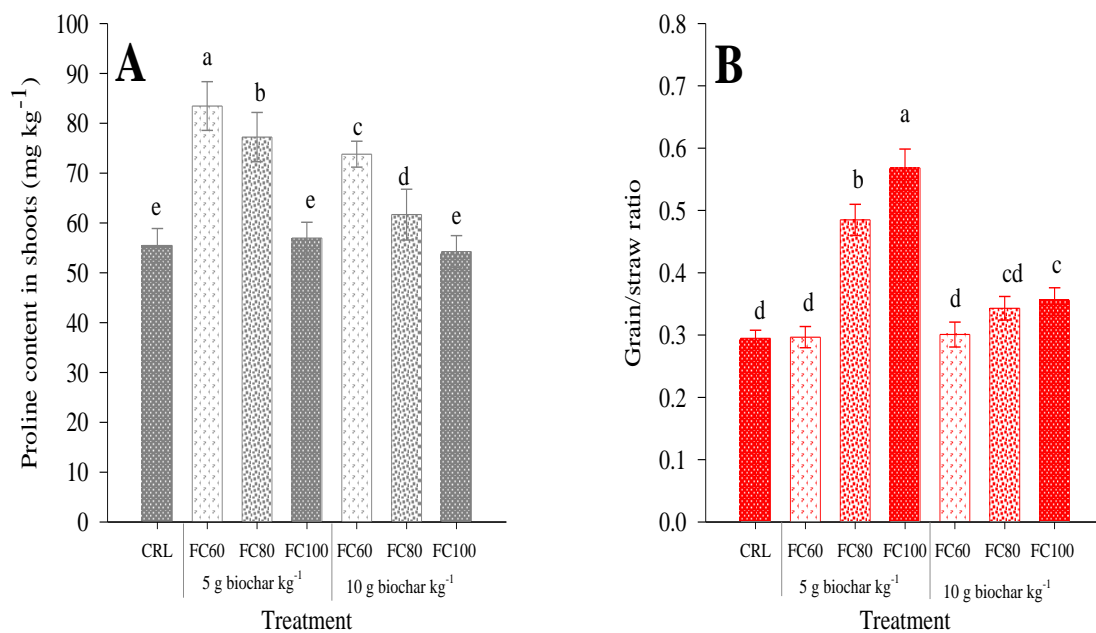 A
Proline content in shoots (mg kg⁻¹)
100
90
80
70
60
50
40
30
20
10
0
e
a
b
e
c
d
e
CRL FC60 FC80 FC100 FC60 FC80 FC100
5 g biochar kg⁻¹ 10 g biochar kg⁻¹
Treatment
B
Grain/straw ratio
0.8
0.7
0.6
0.5
0.4
0.3
0.2
0.1
0.0
d
d
b
a
d
cd
c
CRL FC60 FC80 FC100 FC60 FC80 FC100
5 g biochar kg⁻¹ 10 g biochar kg⁻¹
Treatment